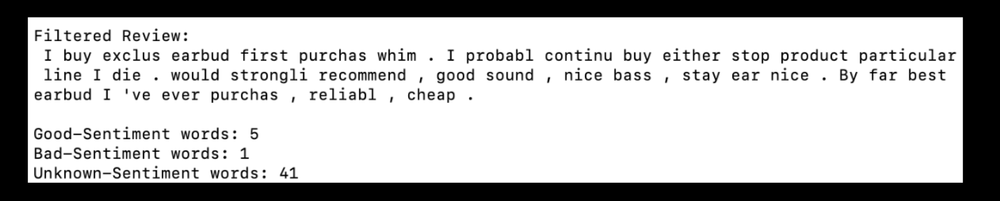 Filtered Review:
I buy exclus earbud first purchas whim . I probabl continu buy either stop product particular
line I die . would strongli recommend , good sound , nice bass , stay ear nice . By far best
earbud I 've ever purchas , reliabl , cheap .
Good-Sentiment words: 5
Bad-Sentiment words: 1
Unknown-Sentiment words: 41